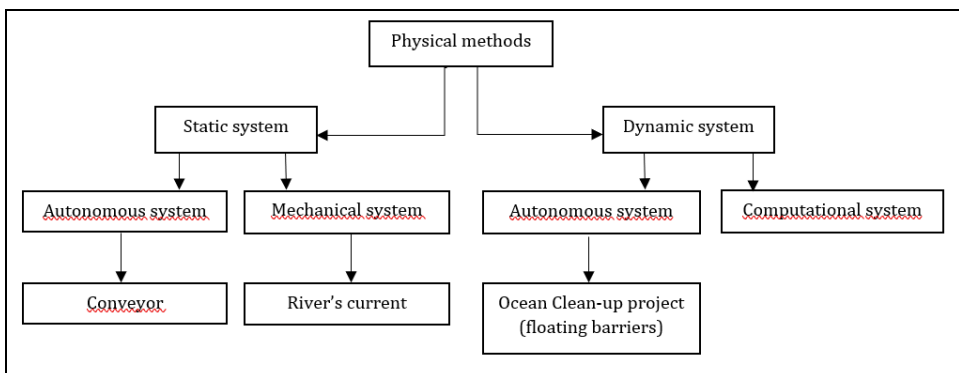 Physical methods
Static system
Dynamic system
Autonomous system
Mechanical system
Autonomous system
Computational system
Conveyor
River's current
Ocean Clean-up project
(floating barriers)